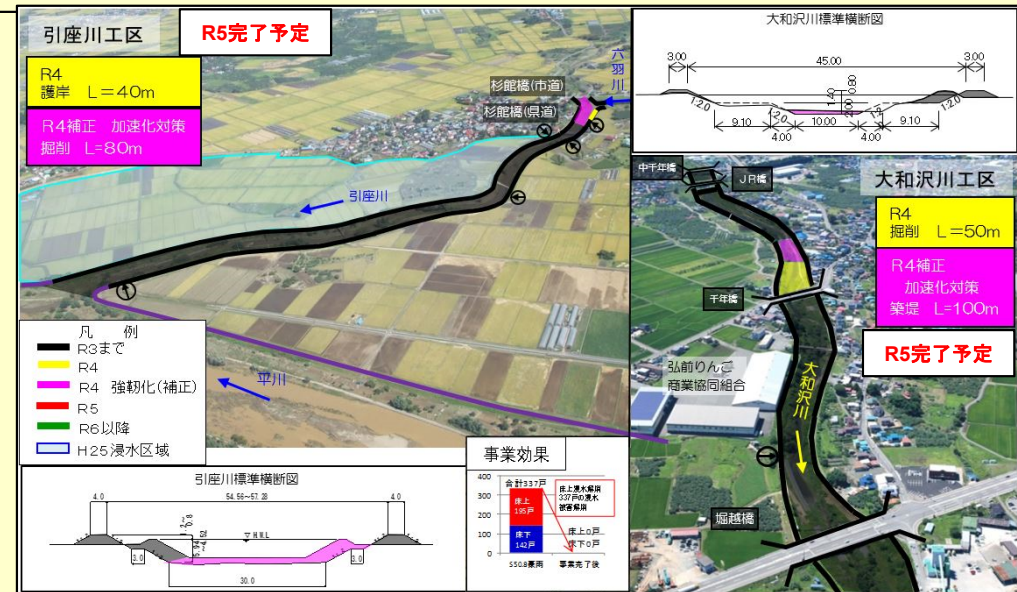 引座川工区
R5完了予定
R4
護岸 L=40m
R4補正 加速化対策
掘削 L=80m
六羽川
杉館橋(市道)
杉館橋(県道)
引座川
平川
凡 例
R3まで
R4
R4 強靭化(補正)
R5
R6以降
H25浸水区域
引座川標準横断図
4.0
54.56~57.28
4.0
H.W.L
3.0
3.0
30.0
事業効果
400
300
200
100
0
合計337戸
床上
195戸
床下
142戸
床上浸水解消
337戸の浸水
被害解消
床上0戸
床下0戸
S50.8豪雨
事業完了後
大和沢川標準横断図
3.00
45.00
3.00
1:2.0
1.40
0.80
2.00
1:2.0
9.10
10.00
9.10
4.00
4.00
中千年橋
JR橋
大和沢川工区
R4
掘削 L=50m
R4補正
加速化対策
築堤 L=100m
R5完了予定
千年橋
弘前りんご
商業協同組合
大和沢川
堀越橋